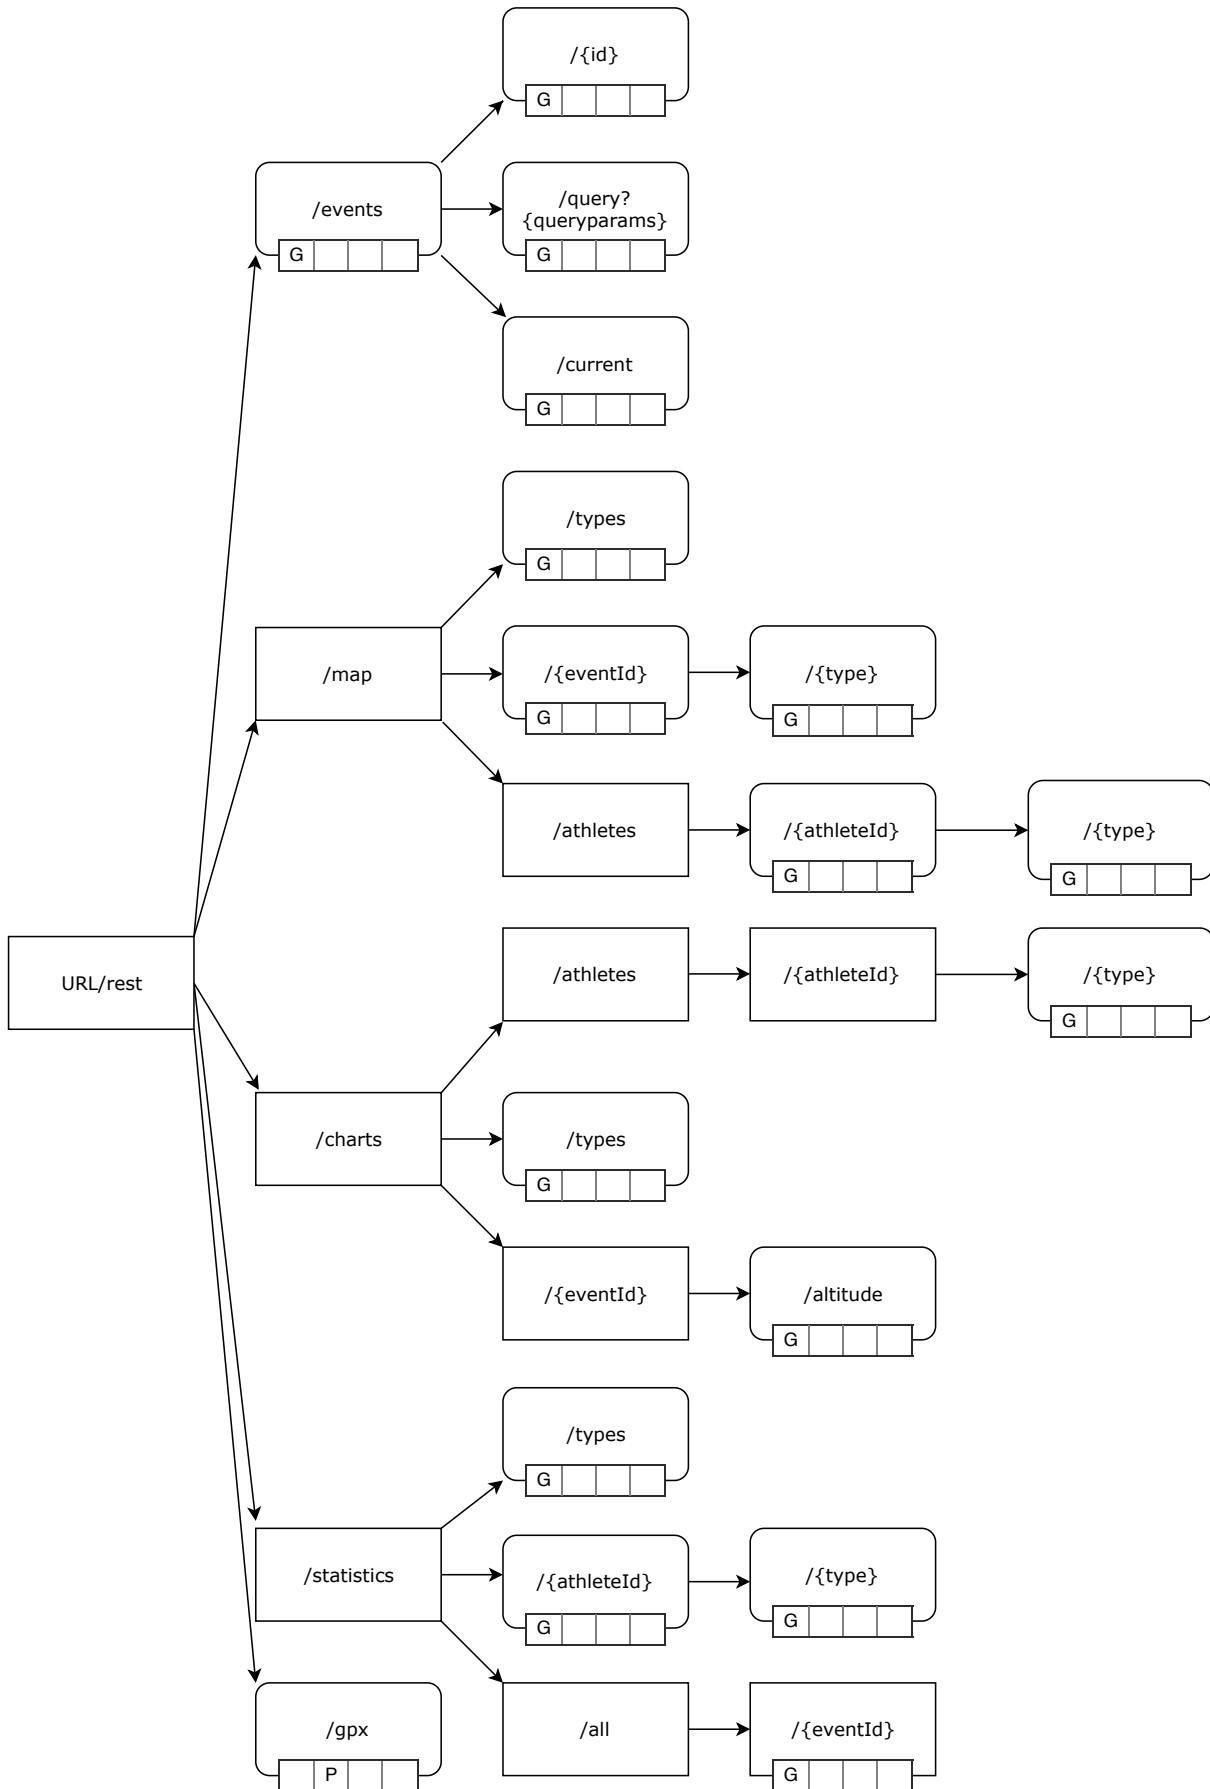 /{id}
G
/events
G
/query?
{queryparams}
G
/current
G
/types
G
/map
/{eventId}
G
/{type}
G
/athletes
/{athleteId}
G
/{type}
G
URL/rest
/athletes
/{athleteId}
/{type}
G
/charts
/types
G
/{eventId}
/altitude
G
/types
G
/statistics
/{athleteId}
G
/{type}
G
/gpx
P
/all
/{eventId}
G